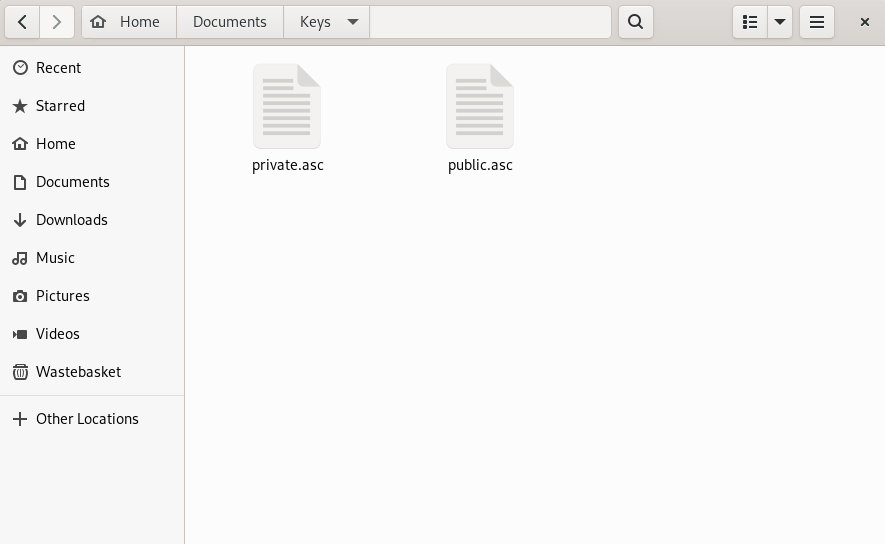 Home Documents Keys
Recent
Starred
Home
Documents
Downloads
Music
Pictures
Videos
Wastebasket
Other Locations
private.asc public.asc